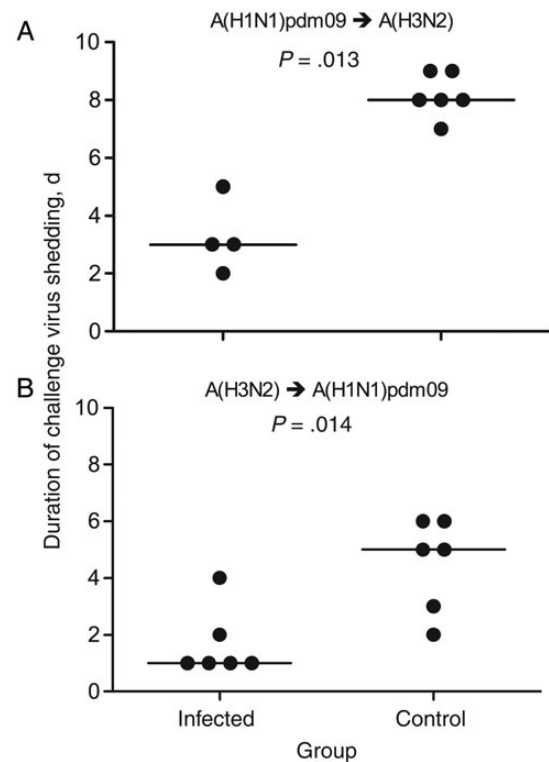 A
A(H1N1)pdm09 ➔ A(H3N2)
P = .013
10
8
6
4
2
0
Duration of challenge virus shedding, d
B
A(H3N2) ➔ A(H1N1)pdm09
P = .014
10
8
6
4
2
0
Infected
Control
Group